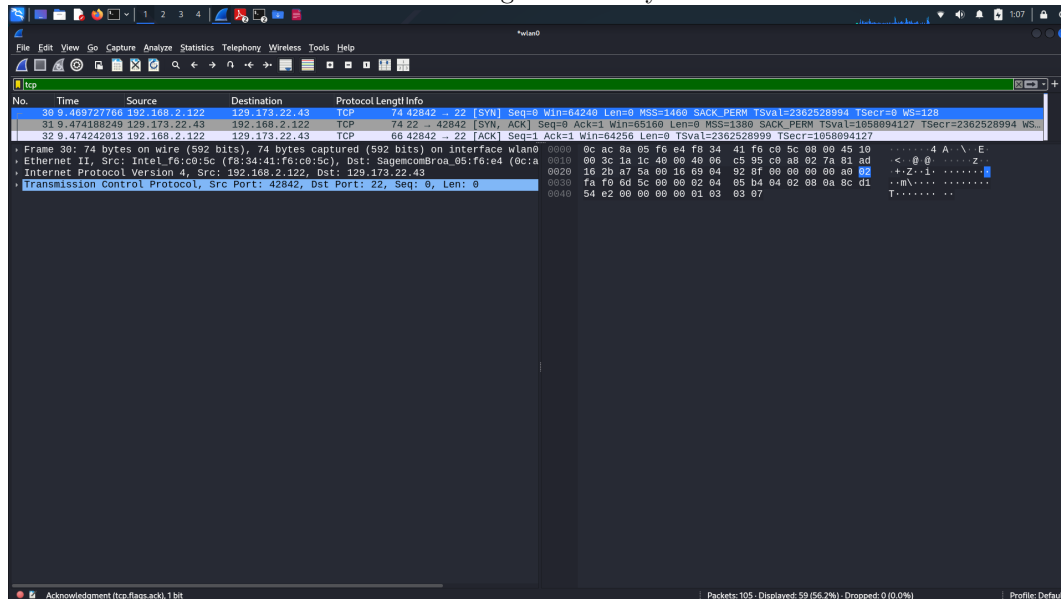 1 2 3 4
1:07
*wlan0
File Edit View Go Capture Analyze Statistics Telephony Wireless Tools Help
tcp
No. Time Source Destination Protocol Lengtl Info
30 9.469727766 192.168.2.122 129.173.22.43 TCP 74 42842 → 22 [SYN] Seq=0 Win=64240 Len=0 MSS=1460 SACK_PERM TSval=2362528994 TSecr=0 WS=128
31 9.474188249 129.173.22.43 192.168.2.122 TCP 74 22 → 42842 [SYN, ACK] Seq=0 Ack=1 Win=65160 Len=0 MSS=1380 SACK_PERM TSval=1058094127 TSecr=2362528994 WS…
32 9.474242013 192.168.2.122 129.173.22.43 TCP 66 42842 → 22 [ACK] Seq=1 Ack=1 Win=64256 Len=0 TSval=2362528999 TSecr=1058094127
Frame 30: 74 bytes on wire (592 bits), 74 bytes captured (592 bits) on interface wlan0
Ethernet II, Src: Intel_f6:c0:5c (f8:34:41:f6:c0:5c), Dst: SagemcomBroa_05:f6:e4 (0c:a
Internet Protocol Version 4, Src: 192.168.2.122, Dst: 129.173.22.43
Transmission Control Protocol, Src Port: 42842, Dst Port: 22, Seq: 0, Len: 0
0000 0c ac 8a 05 f6 e4 f8 34 41 f6 c0 5c 08 00 45 10 ·······4 A··\··E·
0010 00 3c 1a 1c 40 00 40 06 c5 95 c0 a8 02 7a 81 ad ·<··@·@· ·····z··
0020 16 2b a7 5a 00 16 69 04 92 8f 00 00 00 00 a0 02 ·+·Z··i· ········
0030 fa f0 6d 5c 00 00 02 04 05 b4 04 02 08 0a 8c d1 ··m\···· ········
0040 54 e2 00 00 00 00 01 03 03 07 T······· ··
Acknowledgment (tcp.flags.ack), 1 bit
Packets: 105 · Displayed: 59 (56.2%) · Dropped: 0 (0.0%)
Profile: Defau